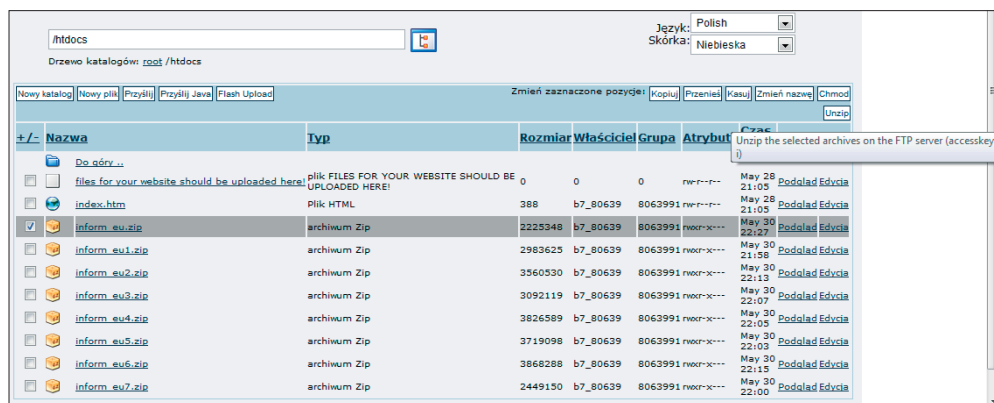 /htdocs
Język: Polish
Skórka: Niebieska
Drzewo katalogów: root /htdocs
Nowy katalog Nowy plik Przyślij Przyślij Java Flash Upload Zmień zaznaczone pozycje: Kopiuj Przenieś Kasuj Zmień nazwę Chmod
Unzip
+/- Nazwa Typ Rozmiar Właściciel Grupa Atrybut Czas
Unzip the selected archives on the FTP server (accesskey
i)
Do góry ..
files for your website should be uploaded here! plik FILES FOR YOUR WEBSITE SHOULD BE UPLOADED HERE! 0 0 0 rw-r--r-- May 28 21:05 Podgląd Edycja
index.htm Plik HTML 388 b7_80639 8063991 rw-r--r-- May 28 21:05 Podgląd Edycja
inform_eu.zip archiwum Zip 2225348 b7_80639 8063991 rwxr-x--- May 30 22:27 Podgląd Edycja
inform_eu1.zip archiwum Zip 2983625 b7_80639 8063991 rwxr-x--- May 30 21:58 Podgląd Edycja
inform_eu2.zip archiwum Zip 3560530 b7_80639 8063991 rwxr-x--- May 30 22:13 Podgląd Edycja
inform_eu3.zip archiwum Zip 3092119 b7_80639 8063991 rwxr-x--- May 30 22:07 Podgląd Edycja
inform_eu4.zip archiwum Zip 3826589 b7_80639 8063991 rwxr-x--- May 30 22:05 Podgląd Edycja
inform_eu5.zip archiwum Zip 3719098 b7_80639 8063991 rwxr-x--- May 30 22:03 Podgląd Edycja
inform_eu6.zip archiwum Zip 3868288 b7_80639 8063991 rwxr-x--- May 30 22:15 Podgląd Edycja
inform_eu7.zip archiwum Zip 2449150 b7_80639 8063991 rwxr-x--- May 30 22:00 Podgląd Edycja